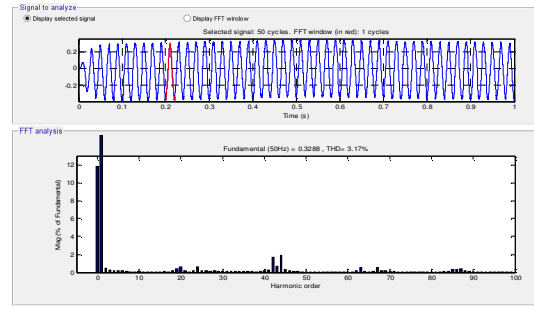 Signal to analyze
Display selected signal Display FFT window
Selected signal: 50 cycles. FFT window (in red): 1 cycles
0.2
0
-0.2
0 0.1 0.2 0.3 0.4 0.5 0.6 0.7 0.8 0.9 1
Time (s)
FFT analysis
Fundamental (50Hz) = 0.3288 , THD= 3.17%
Mag (% of Fundamental)
12
10
8
6
4
2
0
0 10 20 30 40 50 60 70 80 90 100
Harmonic order